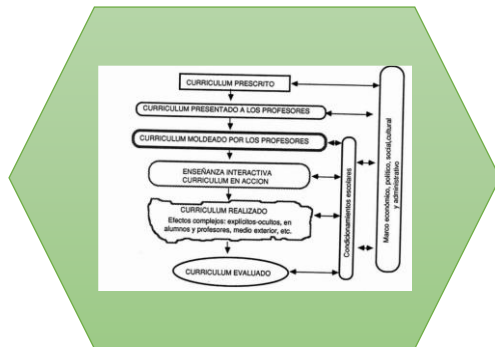 CURRICULUM PRESCRITO
CURRICULUM PRESENTADO A LOS PROFESORES
CURRICULUM MOLDEADO POR LOS PROFESORES
ENSEÑANZA INTERACTIVA
CURRICULUM EN ACCION
CURRICULUM REALIZADO
Efectos complejos: explícitos-ocultos, en
alumnos y profesores, medio exterior, etc.
CURRICULUM EVALUADO
Condicionamientos escolares
Marco económico, político, social, cultural
y administrativo